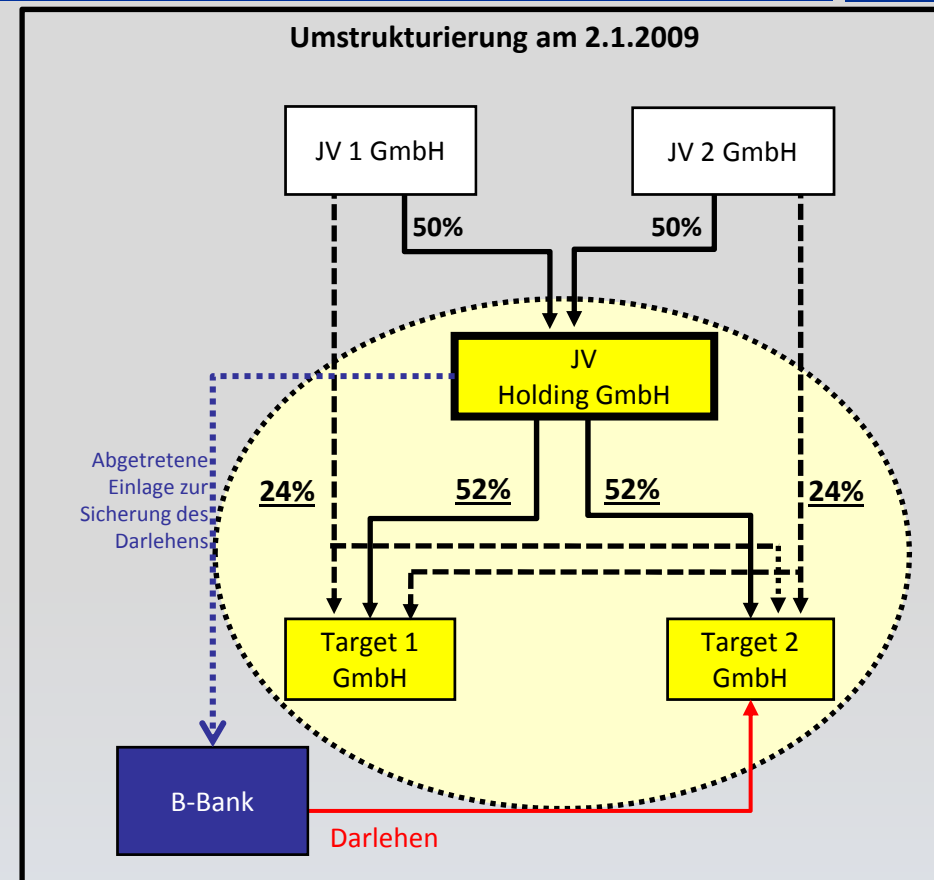 Umstrukturierung am 2.1.2009
JV 1 GmbH
JV 2 GmbH
50%
50%
JV
Holding GmbH
Abgetretene
Einlage zur
Sicherung des
Darlehens
24%
52%
52%
24%
Target 1
GmbH
Target 2
GmbH
B-Bank
Darlehen